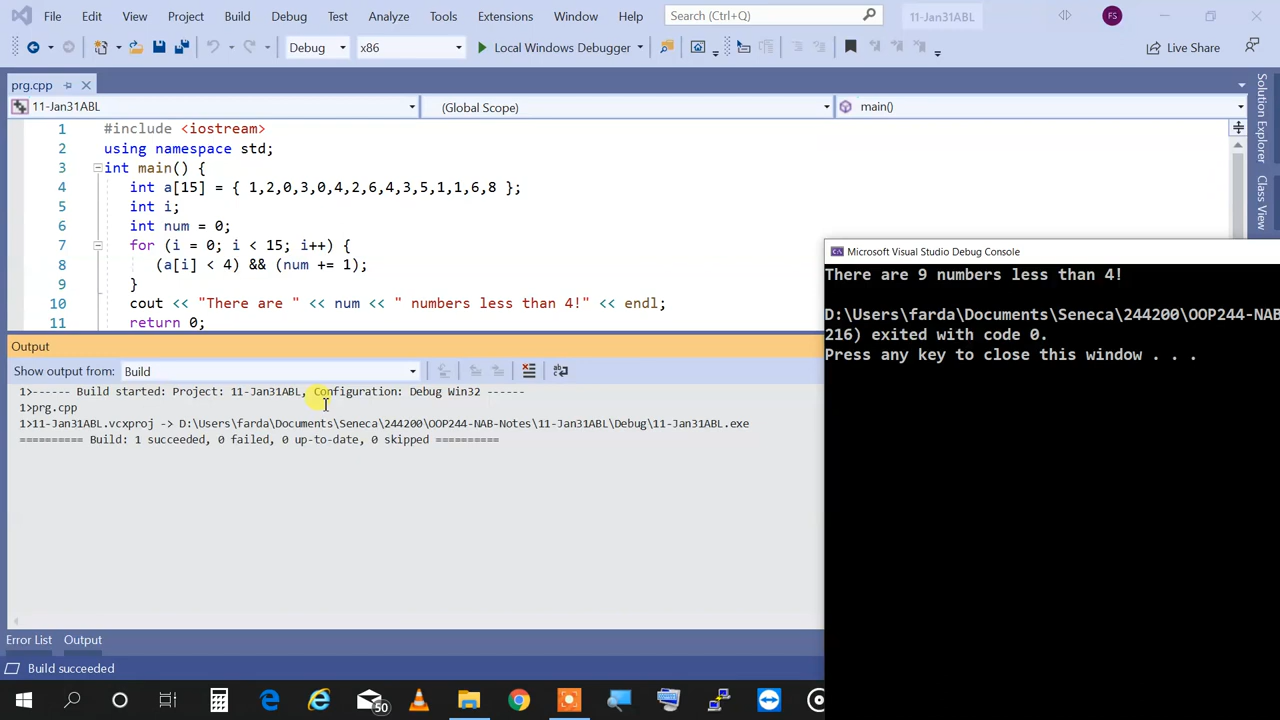 File Edit View Project Build Debug Test Analyze Tools Extensions Window Help Search (Ctrl+Q) 11-Jan31ABL FS
Debug x86 Local Windows Debugger Live Share
prg.cpp
11-Jan31ABL (Global Scope) main()
1 #include <iostream>
2 using namespace std;
3 int main() {
4 int a[15] = { 1,2,0,3,0,4,2,6,4,3,5,1,1,6,8 };
5 int i;
6 int num = 0;
7 for (i = 0; i < 15; i++) {
8 (a[i] < 4) && (num += 1);
9 }
10 cout << "There are " << num << " numbers less than 4!" << endl;
11 return 0;
Solution Explorer
Class View
Microsoft Visual Studio Debug Console
There are 9 numbers less than 4!
D:\Users\farda\Documents\Seneca\244200\OOP244-NAB
216) exited with code 0.
Press any key to close this window . . .
Output
Show output from: Build
1>------ Build started: Project: 11-Jan31ABL, Configuration: Debug Win32 ------
1>prg.cpp
1>11-Jan31ABL.vcxproj -> D:\Users\farda\Documents\Seneca\244200\OOP244-NAB-Notes\11-Jan31ABL\Debug\11-Jan31ABL.exe
========== Build: 1 succeeded, 0 failed, 0 up-to-date, 0 skipped ==========
Error List Output
Build succeeded
50